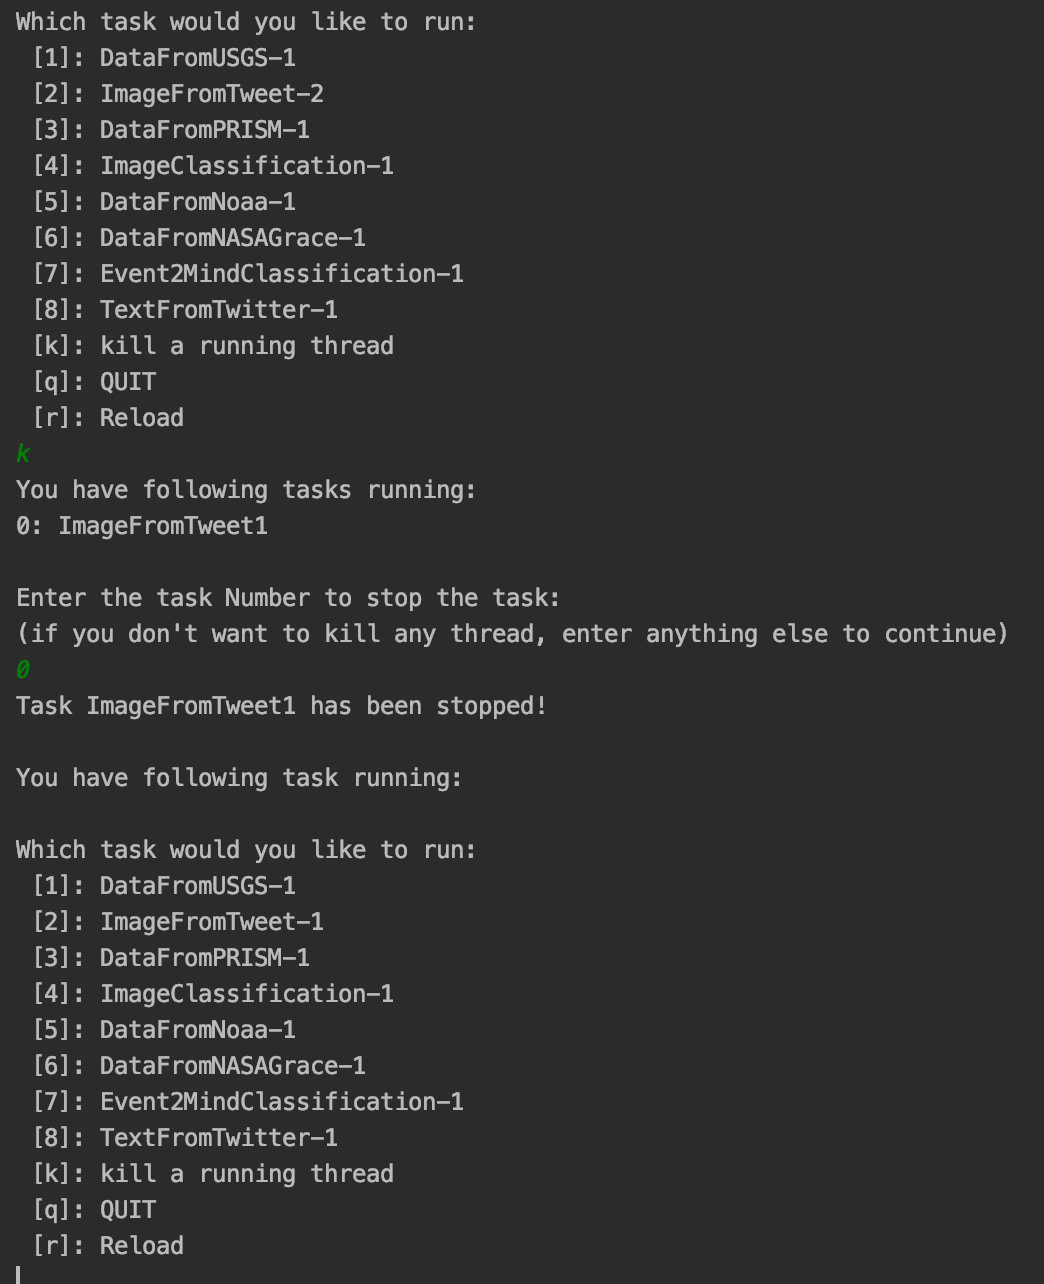 Which task would you like to run:
[1]: DataFromUSGS-1
[2]: ImageFromTweet-2
[3]: DataFromPRISM-1
[4]: ImageClassification-1
[5]: DataFromNoaa-1
[6]: DataFromNASAGrace-1
[7]: Event2MindClassification-1
[8]: TextFromTwitter-1
[k]: kill a running thread
[q]: QUIT
[r]: Reload
k
You have following tasks running:
0: ImageFromTweet1
Enter the task Number to stop the task:
(if you don't want to kill any thread, enter anything else to continue)
0
Task ImageFromTweet1 has been stopped!
You have following task running:
Which task would you like to run:
[1]: DataFromUSGS-1
[2]: ImageFromTweet-1
[3]: DataFromPRISM-1
[4]: ImageClassification-1
[5]: DataFromNoaa-1
[6]: DataFromNASAGrace-1
[7]: Event2MindClassification-1
[8]: TextFromTwitter-1
[k]: kill a running thread
[q]: QUIT
[r]: Reload